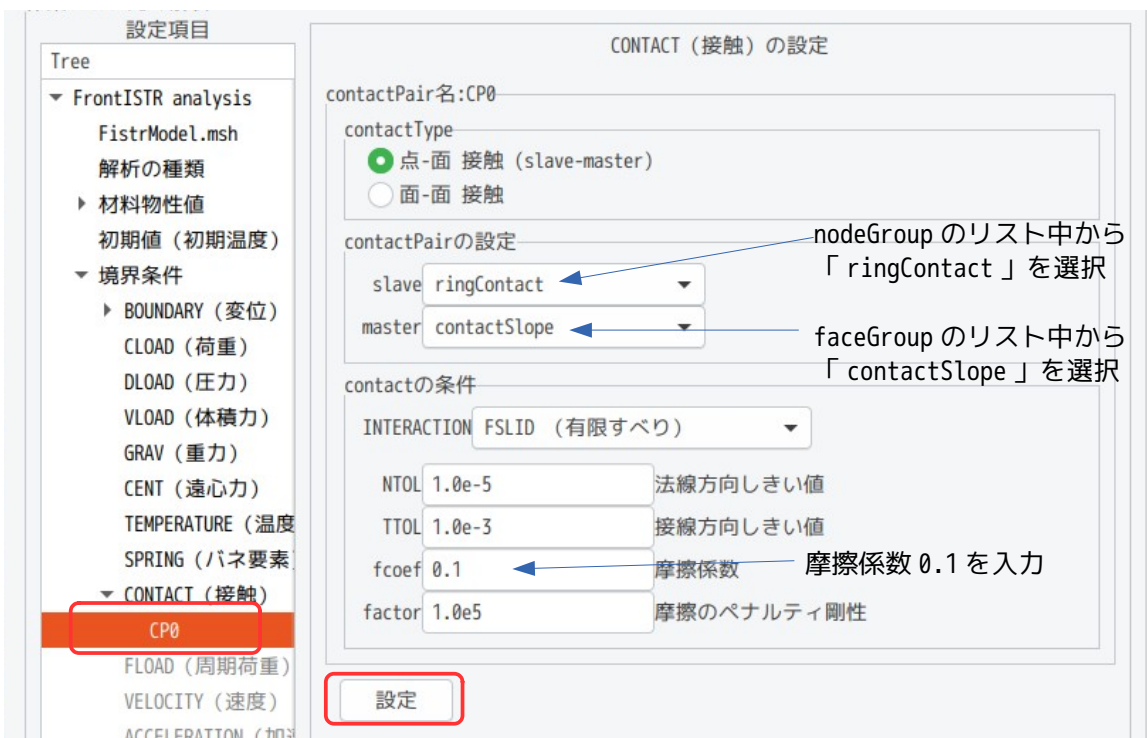 設定項目
Tree
FrontISTR analysis
FistrModel.msh
解析の種類
材料物性値
初期値（初期温度）
境界条件
BOUNDARY（変位）
CLOAD（荷重）
DLOAD（圧力）
VLOAD（体積力）
GRAV（重力）
CENT（遠心力）
TEMPERATURE（温度
SPRING（バネ要素
CONTACT（接触）
CP0
FLOAD（周期荷重）
VELOCITY（速度）
ACCELERATION（加速
CONTACT（接触）の設定
contactPair名:CP0
contactType
点-面 接触（slave-master）
面-面 接触
contactPairの設定
slave ringContact
master contactSlope
nodeGroup のリスト中から
「 ringContact 」を選択
faceGroup のリスト中から
「 contactSlope 」を選択
contactの条件
INTERACTION FSLID （有限すべり）
NTOL 1.0e-5 法線方向しきい値
TTOL 1.0e-3 接線方向しきい値
fcoef 0.1 摩擦係数
摩擦係数 0.1 を入力
factor 1.0e5 摩擦のペナルティ剛性
設定